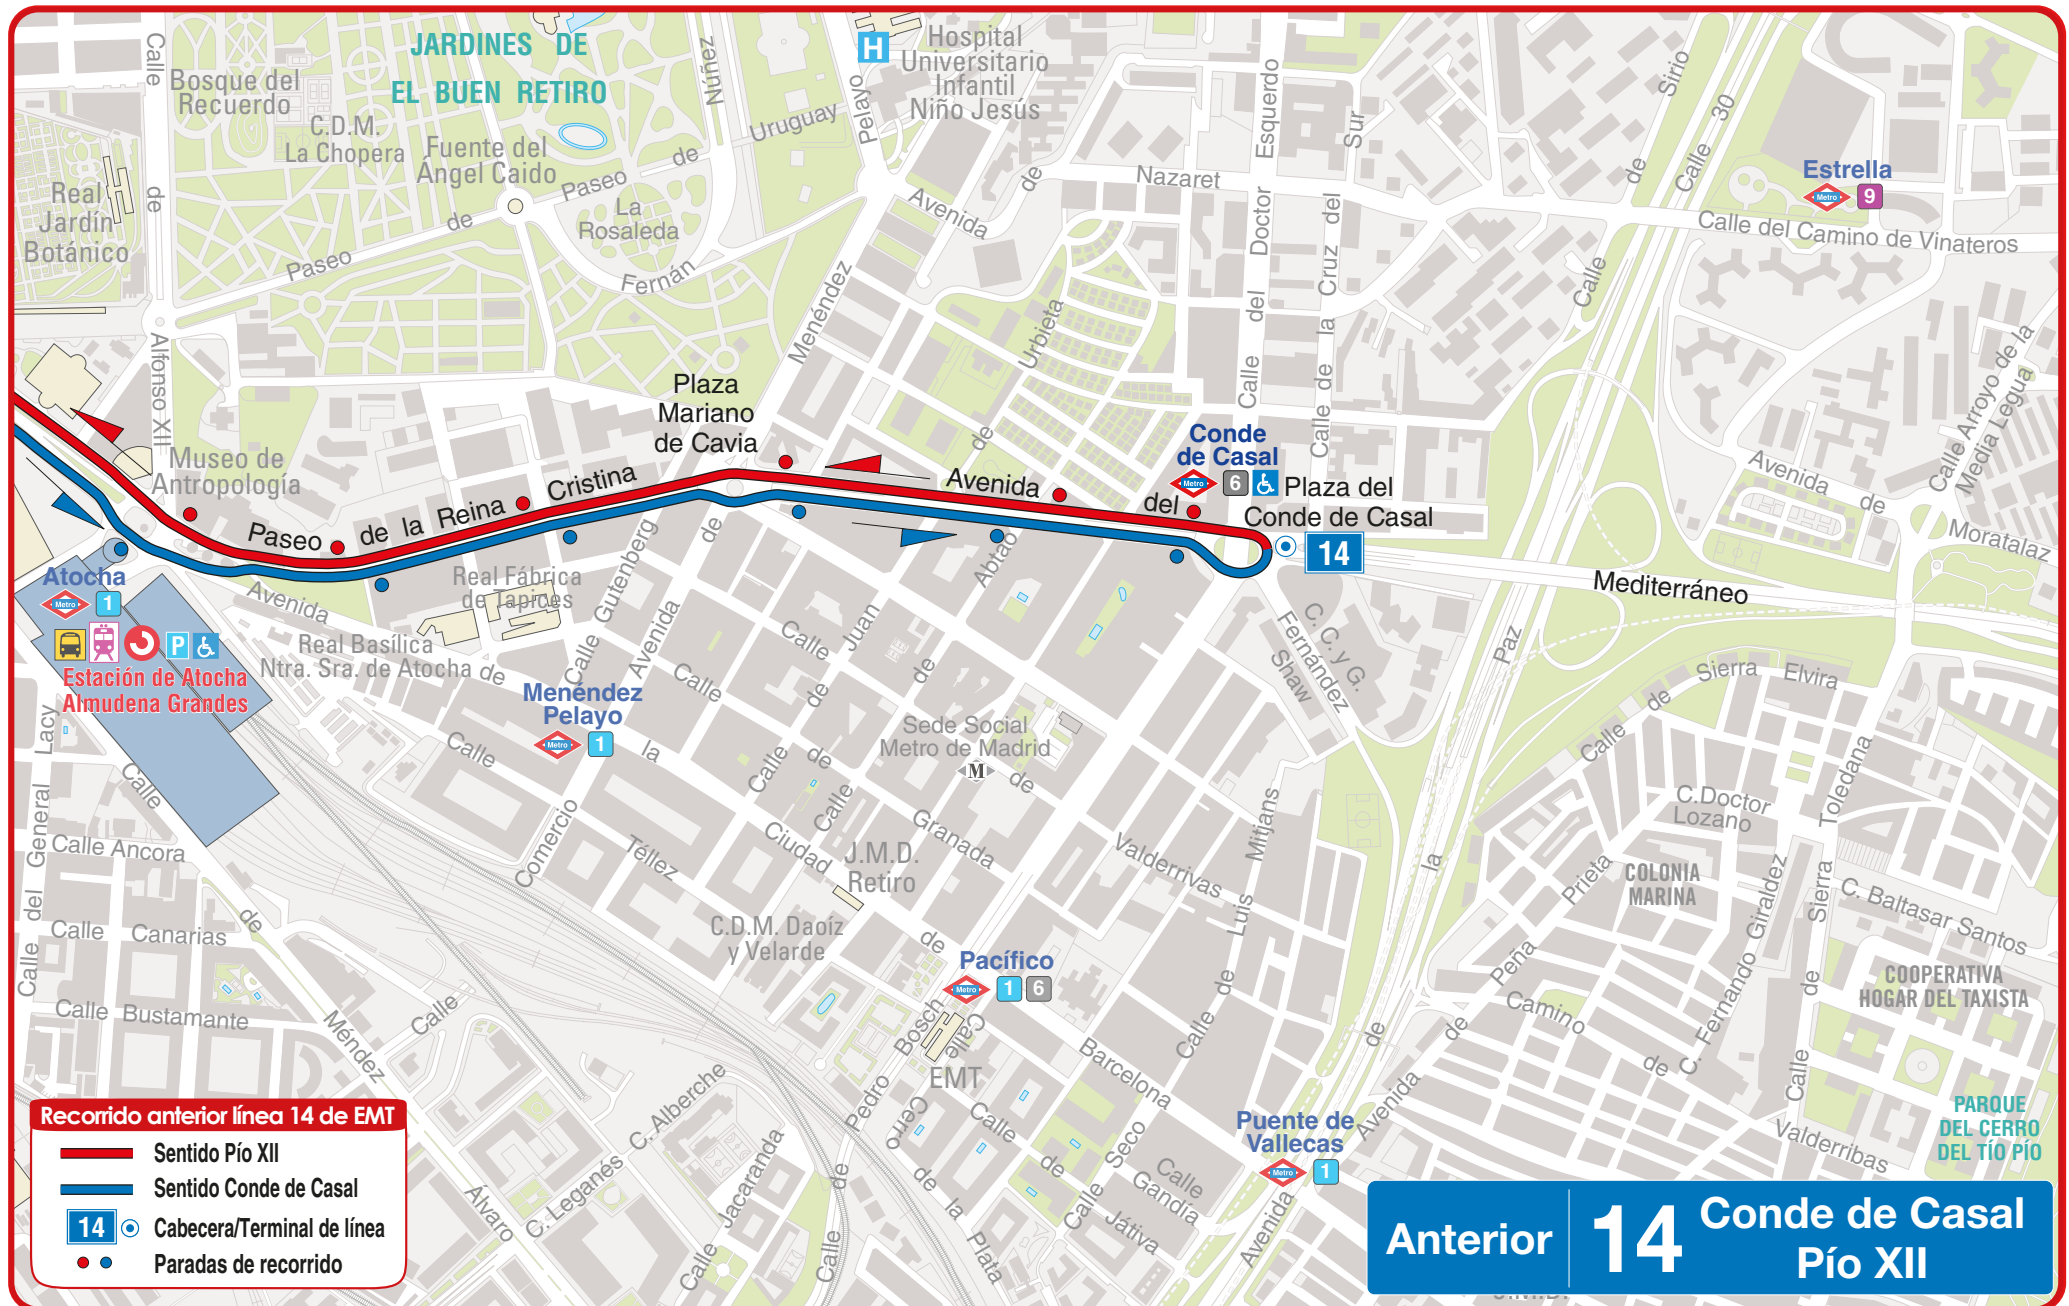 JARDINES DE
EL BUEN RETIRO
Hospital
Universitario
Infantil
Niño Jesús
H
Bosque del
Recuerdo
C.D.M.
La Chopera
Fuente del
Ángel Caido
Real
Jardín
Botánico
La
Rosaleda
Calle de Alfonso XII
Paseo de Fernán Núñez
Paseo de Uruguay
Avenida de Menéndez Pelayo
Avenida de Nazaret
Calle del Doctor Esquerdo
Calle de la Cruz del Sur
Calle de Sirio
Calle 30
Estrella
Metro 9
Calle del Camino de Vinateros
Calle Arroyo de la
Media Legua
Avenida de Moratalaz
Urbieta
de
Plaza
Mariano
de Cavia
Museo de
Antropología
Paseo de la Reina Cristina
Avenida del Mediterráneo
Conde
de Casal
Metro 6
Plaza del
Conde de Casal
14
Atocha
Metro 1
P
Estación de Atocha
Almudena Grandes
Avenida de la Ciudad de Barcelona
Real Basílica
Ntra. Sra. de Atocha
Real Fábrica
de Tapices
Calle Gutenberg
Menéndez
Pelayo
Metro 1
Abtao
Calle de Juan de Urbieta
Calle de Granada
Calle de Valderrivas
Sede Social
Metro de Madrid
M
C. C. y G.
Fernández
Shaw
Avenida de la Paz
Calle de Sierra Elvira
Calle de Sierra Toledana
C.Doctor
Lozano
COLONIA
MARINA
C. Fernando Giraldez
C. Baltasar Santos
COOPERATIVA
HOGAR DEL TAXISTA
Calle del General Lacy
Calle Ancora
Calle Canarias
Calle Bustamante
Calle de Méndez Álvaro
Calle Comercio
Calle Téllez
J.M.D.
Retiro
C.D.M. Daoíz
y Velarde
Pacífico
Metro 1 6
EMT
Calle de Pedro Bosch
Calle Cerro de la Plata
Calle de Luis Mitjans
Avenida de Peña Prieta
Camino de Valderribas
Calle Seco
Calle
Gandía
Játiva
Puente de
Vallecas
Metro 1
Avenida
C. Alberche
C. Leganés
Calle Jacaranda
PARQUE
DEL CERRO
DEL TÍO PÍO
Recorrido anterior línea 14 de EMT
Sentido Pío XII
Sentido Conde de Casal
14 Cabecera/Terminal de línea
Paradas de recorrido
Anterior 14 Conde de Casal
Pío XII